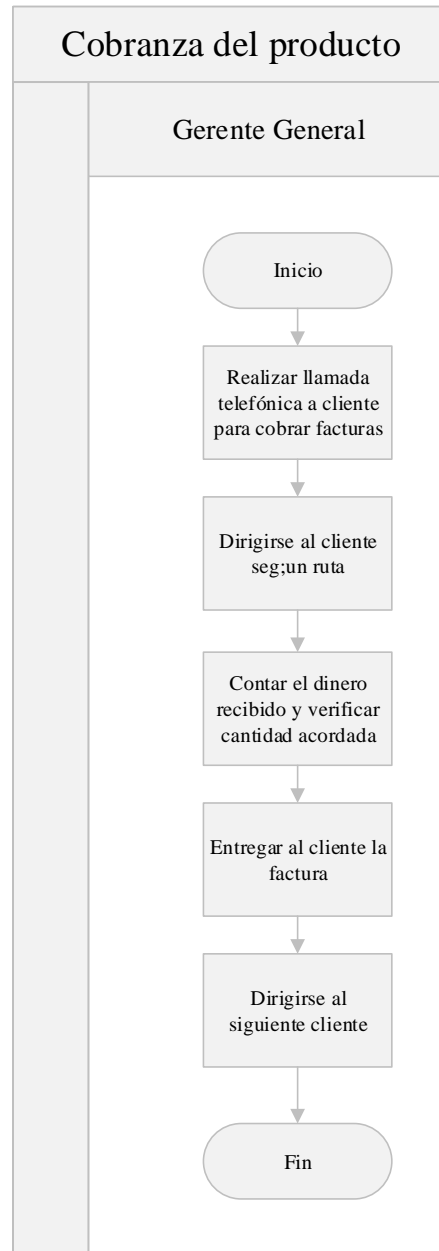 Cobranza del producto
Gerente General
Inicio
Realizar llamada
telefónica a cliente
para cobrar facturas
Dirigirse al cliente
seg;un ruta
Contar el dinero
recibido y verificar
cantidad acordada
Entregar al cliente la
factura
Dirigirse al
siguiente cliente
Fin